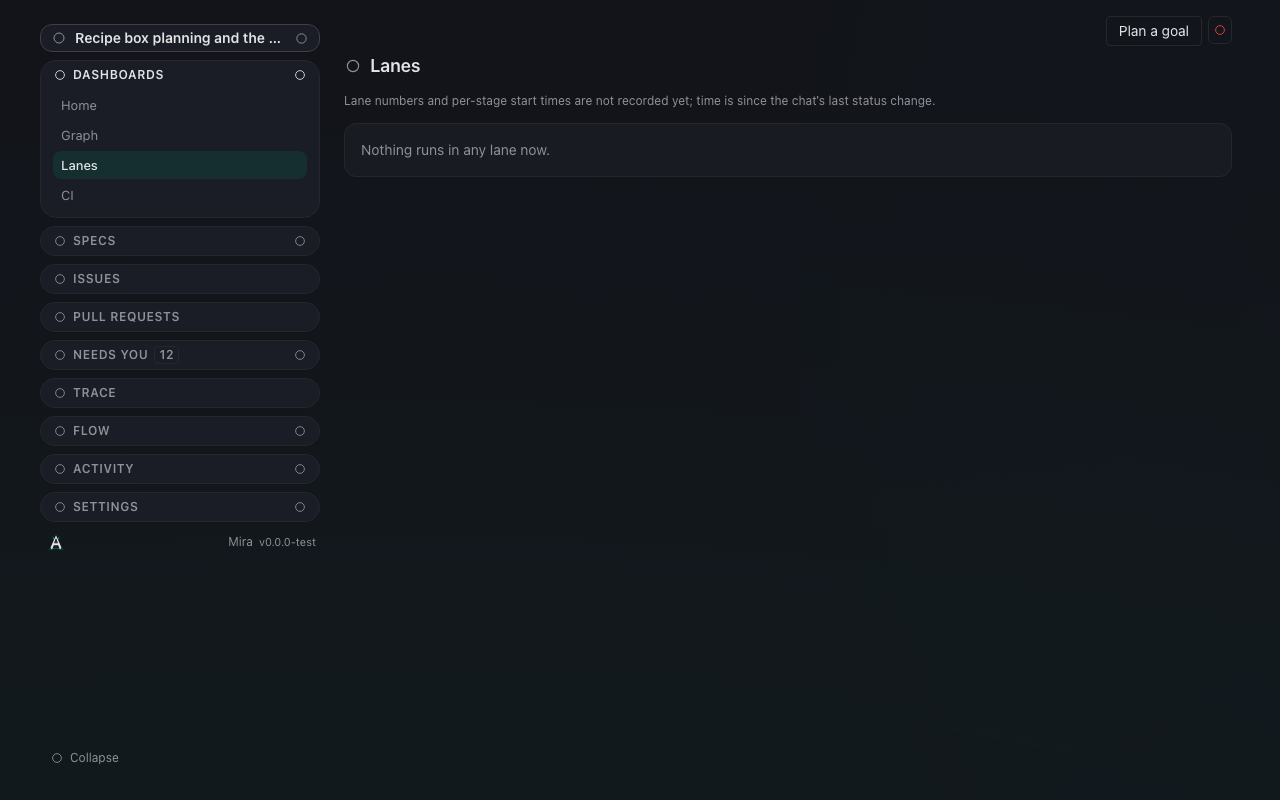 Recipe box planning and the ...
DASHBOARDS
Home
Graph
Lanes
CI
SPECS
ISSUES
PULL REQUESTS
NEEDS YOU 12
TRACE
FLOW
ACTIVITY
SETTINGS
A
Mira v0.0.0-test
Collapse
Plan a goal
Lanes
Lane numbers and per-stage start times are not recorded yet; time is since the chat's last status change.
Nothing runs in any lane now.